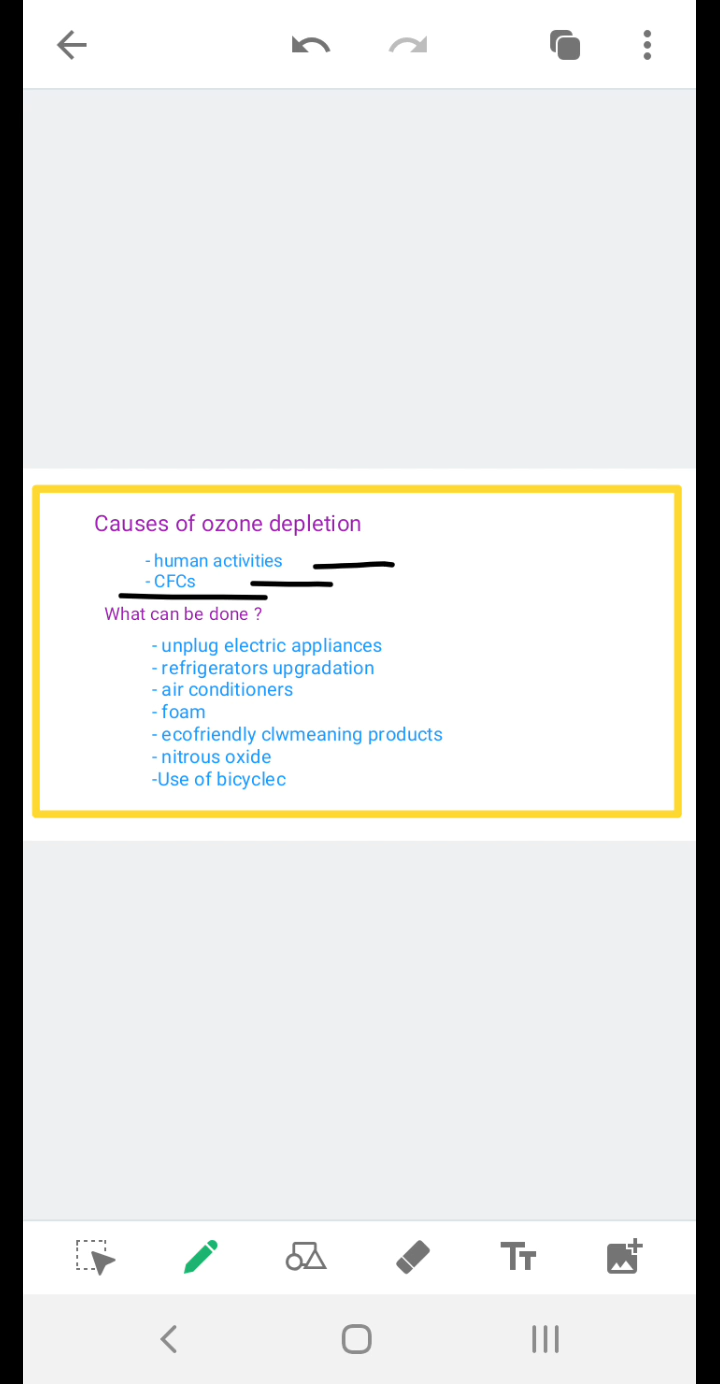 Causes of ozone depletion
- human activities
- CFCs
What can be done ?
- unplug electric appliances
- refrigerators upgradation
- air conditioners
- foam
- ecofriendly clwmeaning products
- nitrous oxide
-Use of bicyclec